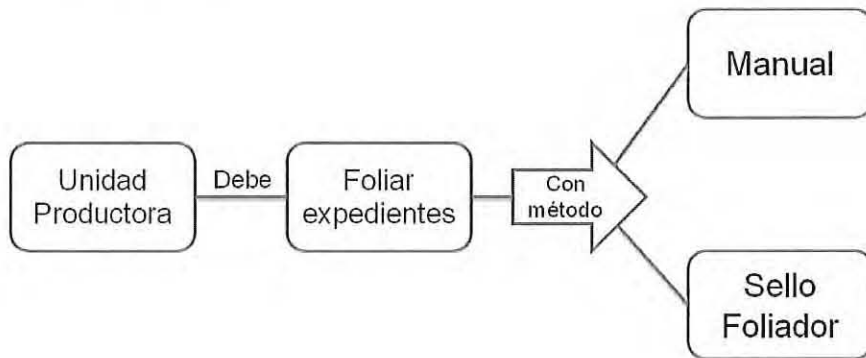 Unidad
Productora
Debe
Foliar
expedientes
Con
método
Manual
Sello
Foliador